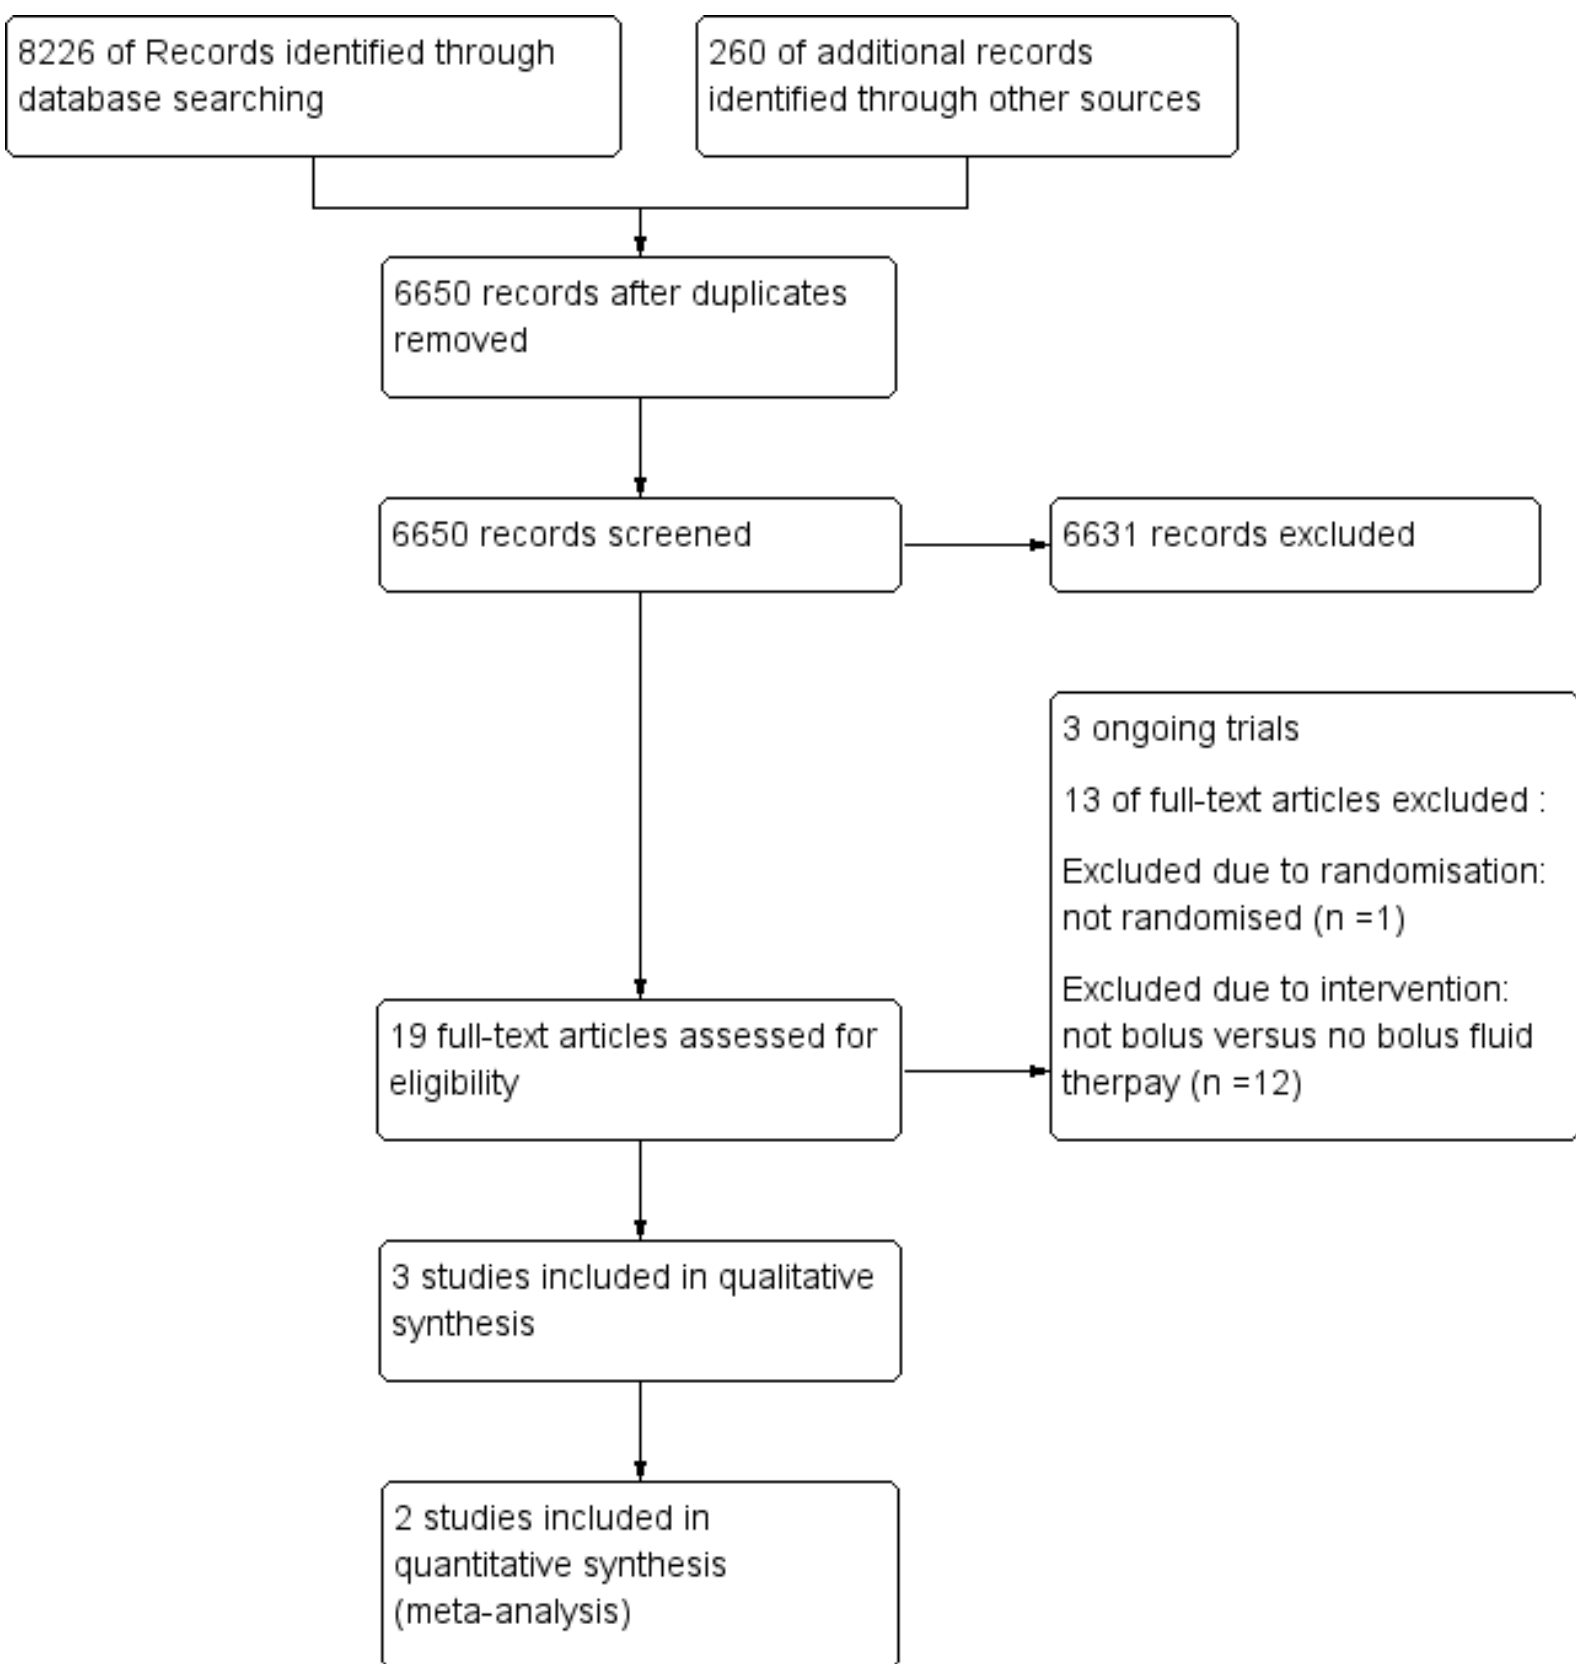 8226 of Records identified through
database searching
260 of additional records
identified through other sources
6650 records after duplicates
removed
6650 records screened
6631 records excluded
3 ongoing trials
13 of full-text articles excluded :
Excluded due to randomisation:
not randomised (n =1)
Excluded due to intervention:
not bolus versus no bolus fluid
therpay (n =12)
19 full-text articles assessed for
eligibility
3 studies included in qualitative
synthesis
2 studies included in
quantitative synthesis
(meta-analysis)